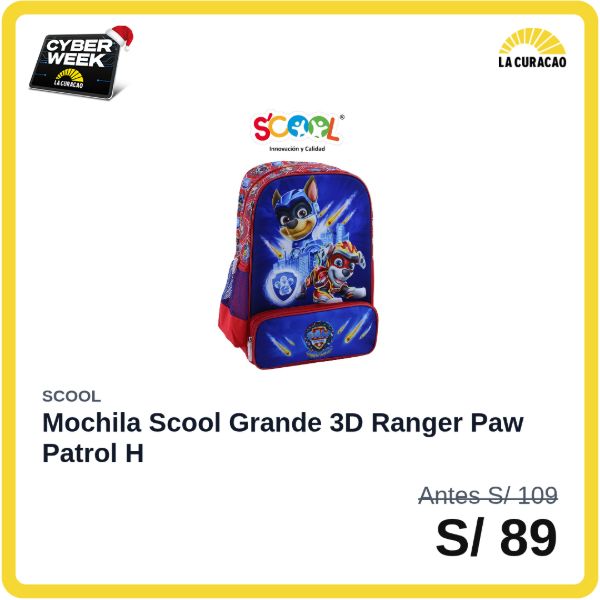 CYBER
WEEK
LA CURACAO
LA CURACAO
S'COOL®
Innovación y Calidad
SCOOL
Mochila Scool Grande 3D Ranger Paw
Patrol H
Antes S/ 109
S/ 89